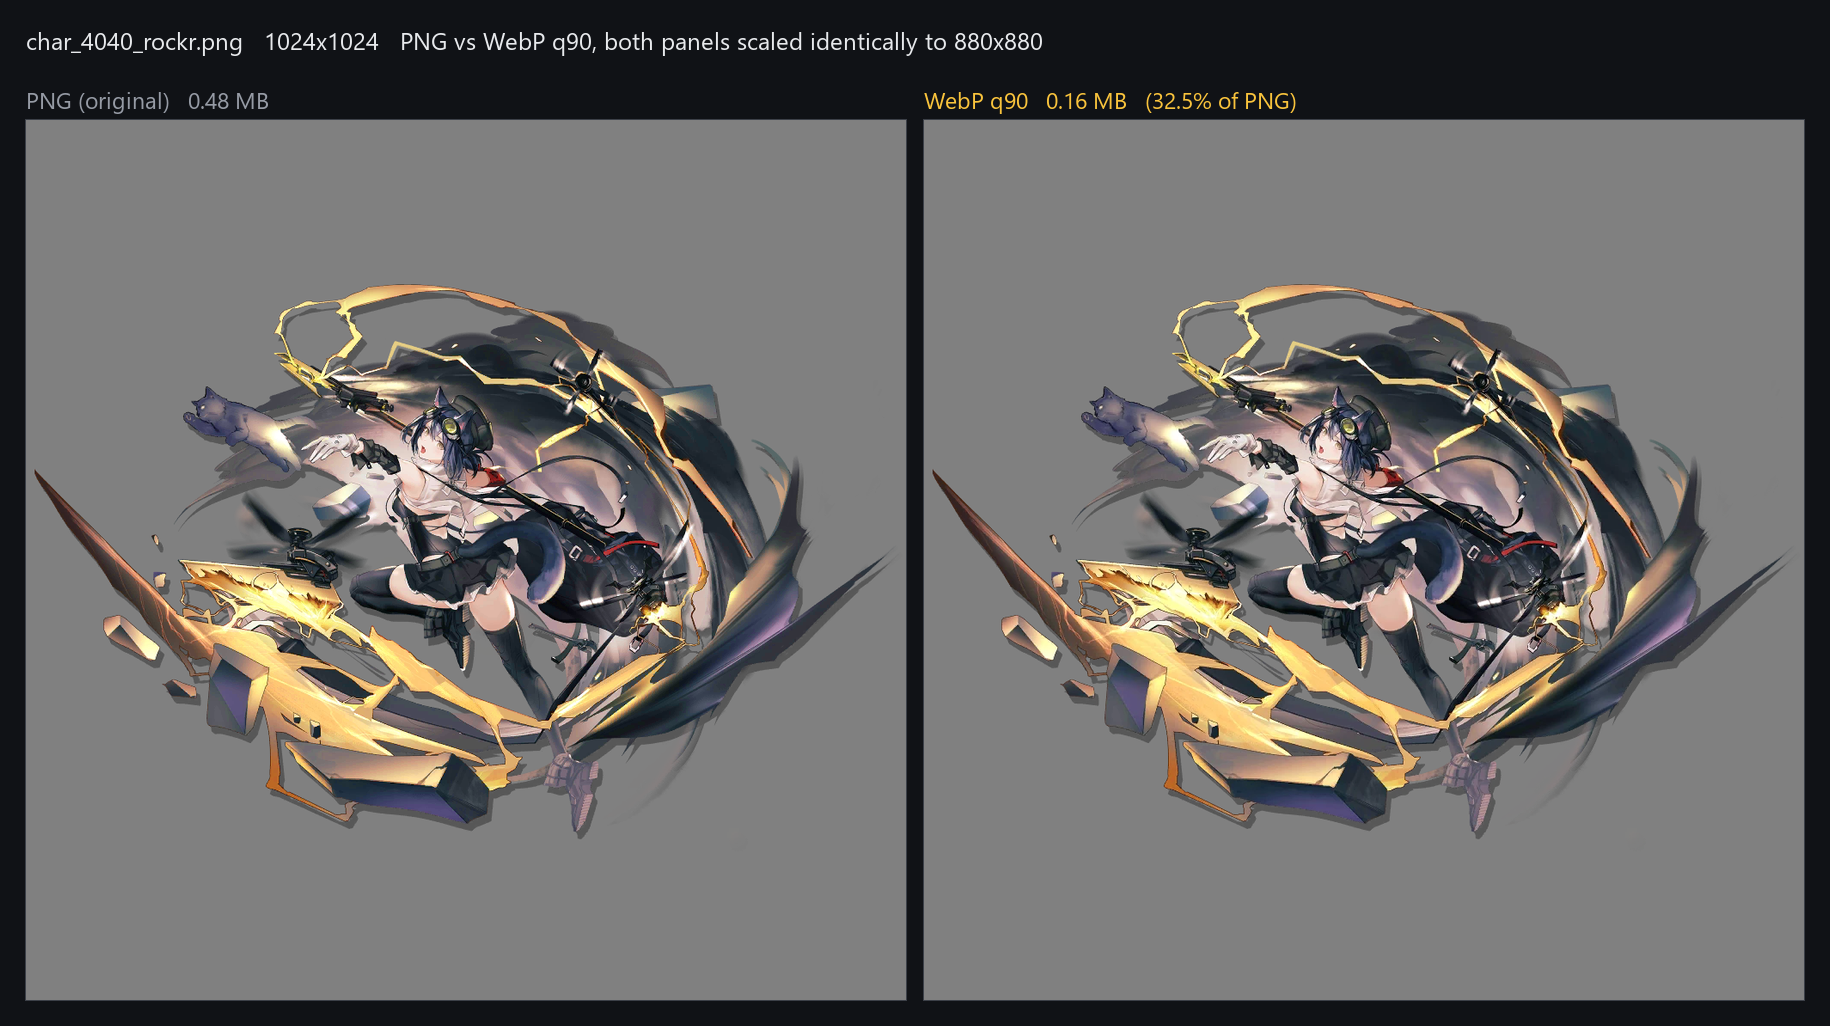 char_4040_rockr.png 1024x1024 PNG vs WebP q90, both panels scaled identically to 880x880
PNG (original) 0.48 MB
WebP q90 0.16 MB (32.5% of PNG)